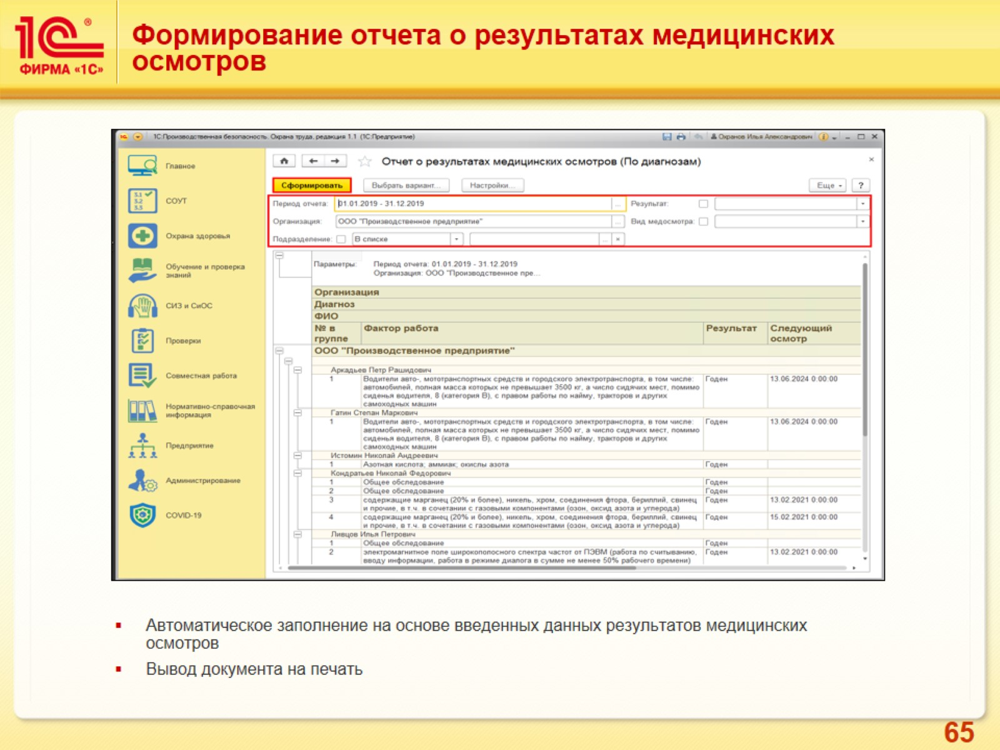 1С®
ФИРМА «1С»
Формирование отчета о результатах медицинских
осмотров
1С:Производственная безопасность. Охрана труда, редакция 1.1 (1С:Предприятие)
Охранов Илья Александрович
Главное
СОУТ
Охрана здоровья
Обучение и проверка
знаний
СИЗ и СиОС
Проверки
Совместная работа
Нормативно-справочная
информация
Предприятие
Администрирование
COVID-19
Отчет о результатах медицинских осмотров (По диагнозам)
Сформировать Выбрать вариант... Настройки... Еще ?
Период отчета: 01.01.2019 - 31.12.2019 ... Результат:
Организация: ООО "Производственное предприятие" ... Вид медосмотра:
Подразделение: В списке ... ×
Параметры: Период отчета: 01.01.2019 - 31.12.2019
Организация: ООО "Производственное пре...
Организация
Диагноз
ФИО
№ в группе Фактор работа Результат Следующий осмотр
ООО "Производственное предприятие"
Аркадьев Петр Рашидович
1 Водители авто-, мототранспортных средств и городского электротранспорта, в том числе: Годен 13.06.2024 0:00:00
автомобилей, полная масса которых не превышает 3500 кг, а число сидячих мест, помимо
сиденья водителя, 8 (категория В), с правом работы по найму, тракторов и других
самоходных машин
Гатин Степан Маркович
1 Водители авто-, мототранспортных средств и городского электротранспорта, в том числе: Годен 13.06.2024 0:00:00
автомобилей, полная масса которых не превышает 3500 кг, а число сидячих мест, помимо
сиденья водителя, 8 (категория В), с правом работы по найму, тракторов и других
самоходных машин
Истомин Николай Андреевич
1 Азотная кислота; аммиак; окислы азота Годен
Кондратьев Николай Федорович
1 Общее обследование Годен
2 Общее обследование Годен
3 содержащие марганец (20% и более), никель, хром, соединения фтора, бериллий, свинец Годен 13.02.2021 0:00:00
и прочие, в т.ч. в сочетании с газовыми компонентами (озон, оксид азота и углерода)
4 содержащие марганец (20% и более), никель, хром, соединения фтора, бериллий, свинец Годен 15.02.2021 0:00:00
и прочие, в т.ч. в сочетании с газовыми компонентами (озон, оксид азота и углерода)
Ливцов Илья Петрович
1 Общее обследование Годен
2 электромагнитное поле широкополосного спектра частот от ПЭВМ (работа по считыванию, Годен 13.02.2021 0:00:00
вводу информации, работа в режиме диалога в сумме не менее 50% рабочего времени)
Автоматическое заполнение на основе введенных данных результатов медицинских
осмотров
Вывод документа на печать
65